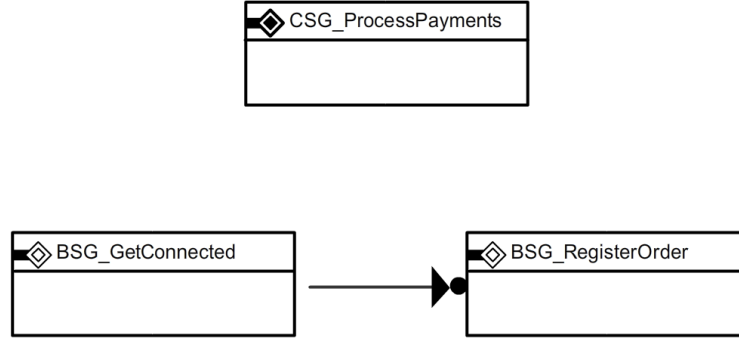 CSG_ProcessPayments
BSG_GetConnected
BSG_RegisterOrder